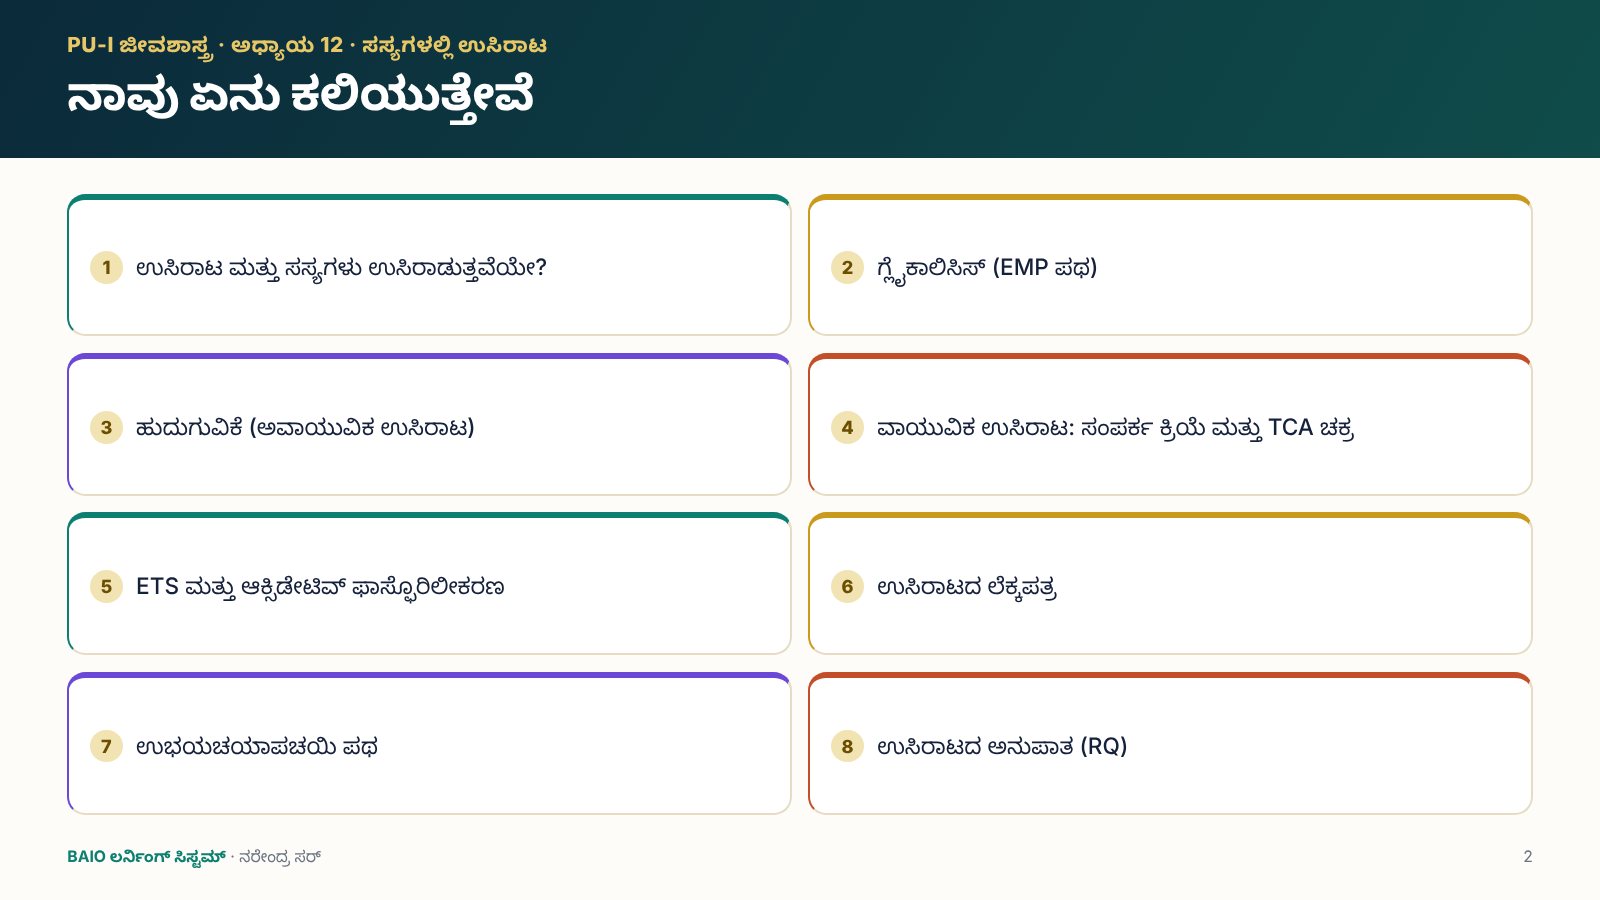 PU-I ಜೀವಶಾಸ್ತ್ರ · ಅಧ್ಯಾಯ 12 · ಸಸ್ಯಗಳಲ್ಲಿ ಉಸಿರಾಟ
ನಾವು ಏನು ಕಲಿಯುತ್ತೇವೆ
1 ಉಸಿರಾಟ ಮತ್ತು ಸಸ್ಯಗಳು ಉಸಿರಾಡುತ್ತವೆಯೇ?
2 ಗ್ಲೈಕಾಲಿಸಿಸ್ (EMP ಪಥ)
3 ಹುದುಗುವಿಕೆ (ಅವಾಯುವಿಕ ಉಸಿರಾಟ)
4 ವಾಯುವಿಕ ಉಸಿರಾಟ: ಸಂಪರ್ಕ ಕ್ರಿಯೆ ಮತ್ತು TCA ಚಕ್ರ
5 ETS ಮತ್ತು ಆಕ್ಸಿಡೇಟಿವ್ ಫಾಸ್ಫೊರಿಲೀಕರಣ
6 ಉಸಿರಾಟದ ಲೆಕ್ಕಪತ್ರ
7 ಉಭಯಚಯಾಪಚಯಿ ಪಥ
8 ಉಸಿರಾಟದ ಅನುಪಾತ (RQ)
BAIO ಲರ್ನಿಂಗ್ ಸಿಸ್ಟಮ್ · ನರೇಂದ್ರ ಸರ್
2